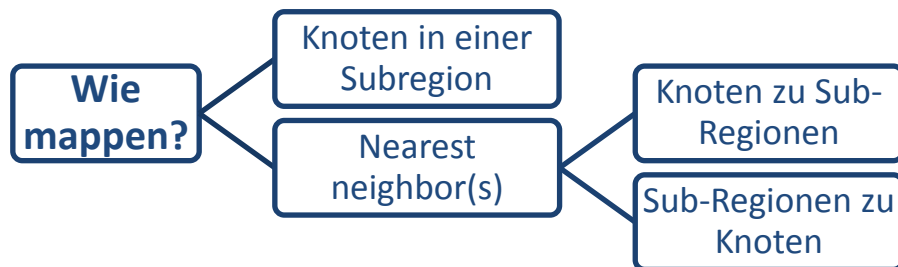 Wie
mappen?
Knoten in einer
Subregion
Nearest
neighbor(s)
Knoten zu Sub-
Regionen
Sub-Regionen zu
Knoten